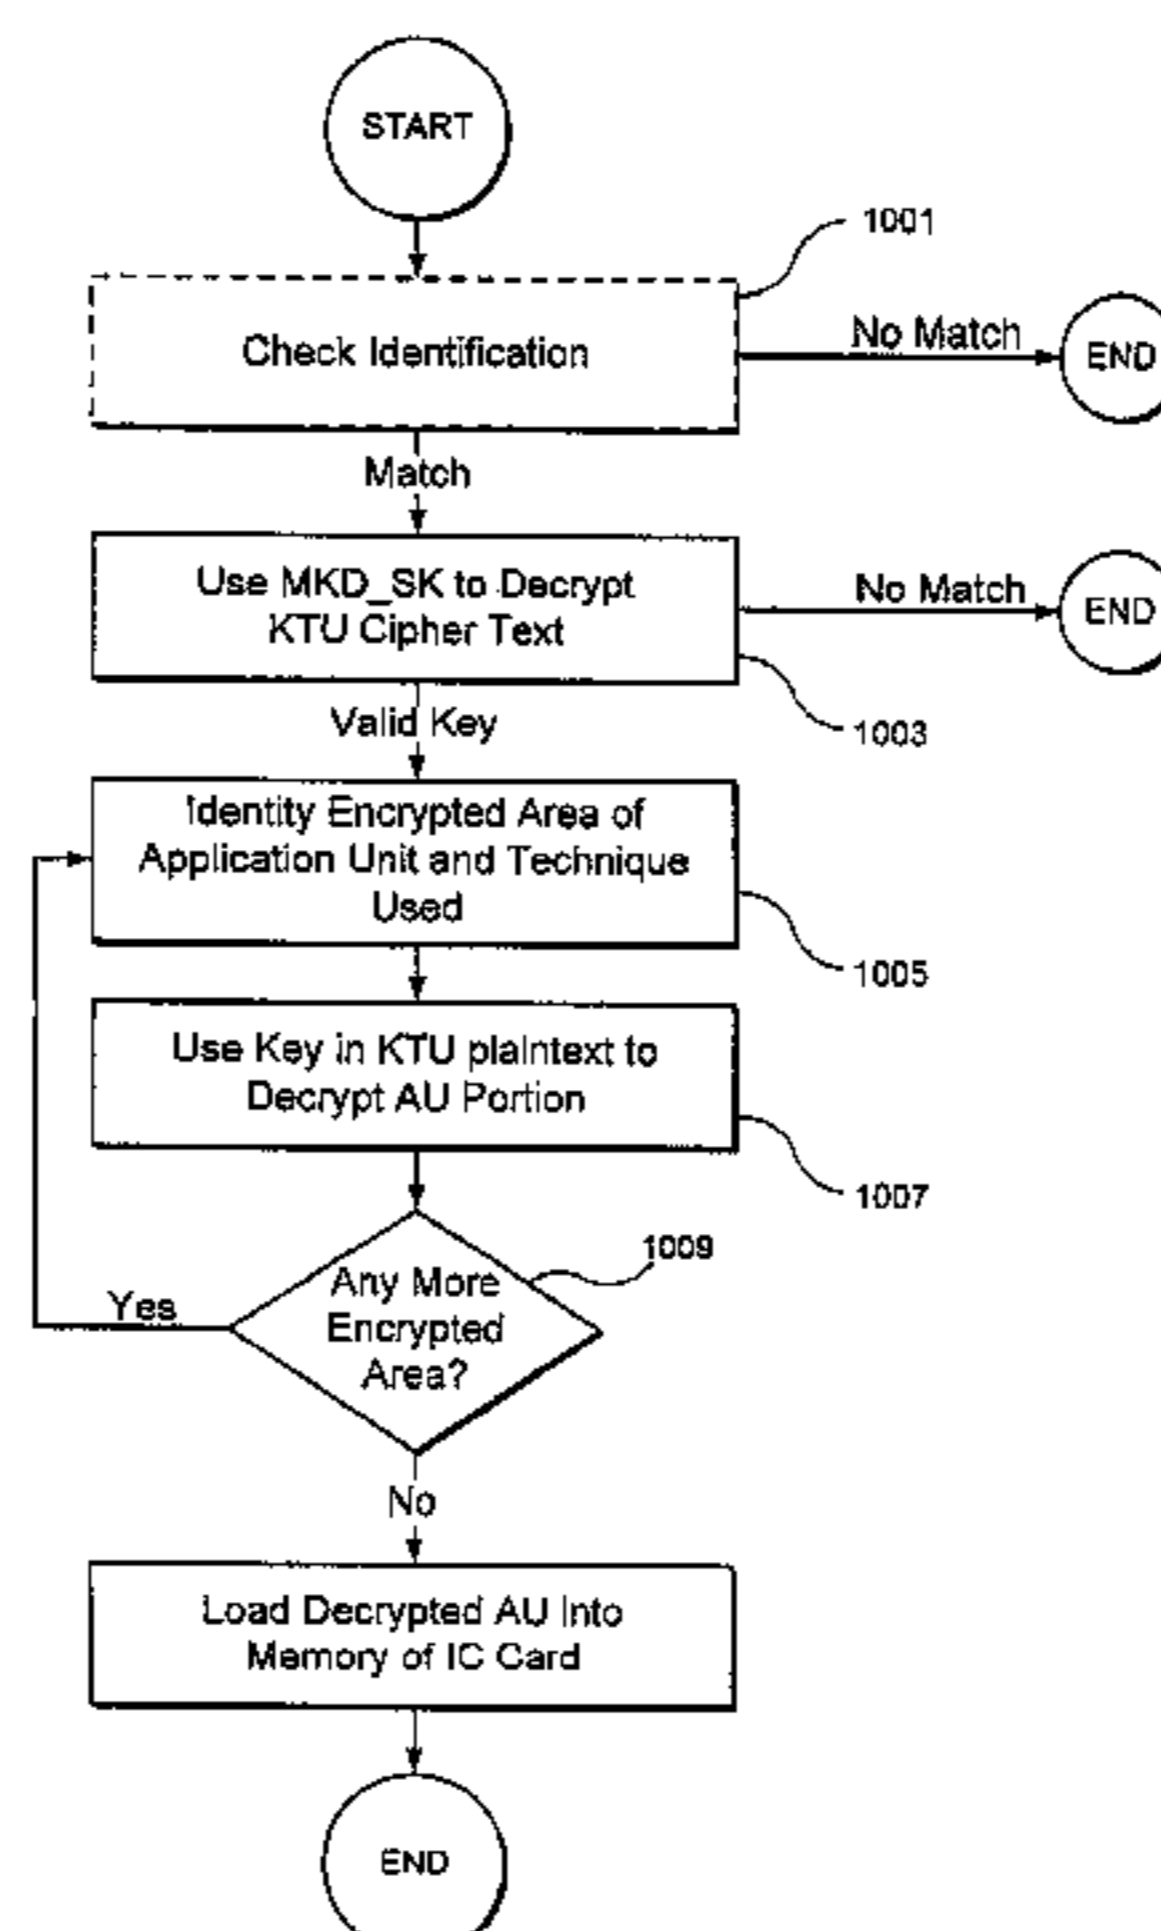 START
1001
Check Identification
No Match
END
Match
Use MKD_SK to Decrypt
KTU Cipher Text
No Match
END
1003
Valid Key
Identity Encrypted Area of
Application Unit and Technique
Used
1005
Use Key in KTU plaintext to
Decrypt AU Portion
1007
1009
Any More
Encrypted
Area?
Yes
No
Load Decrypted AU Into
Memory of IC Card
END